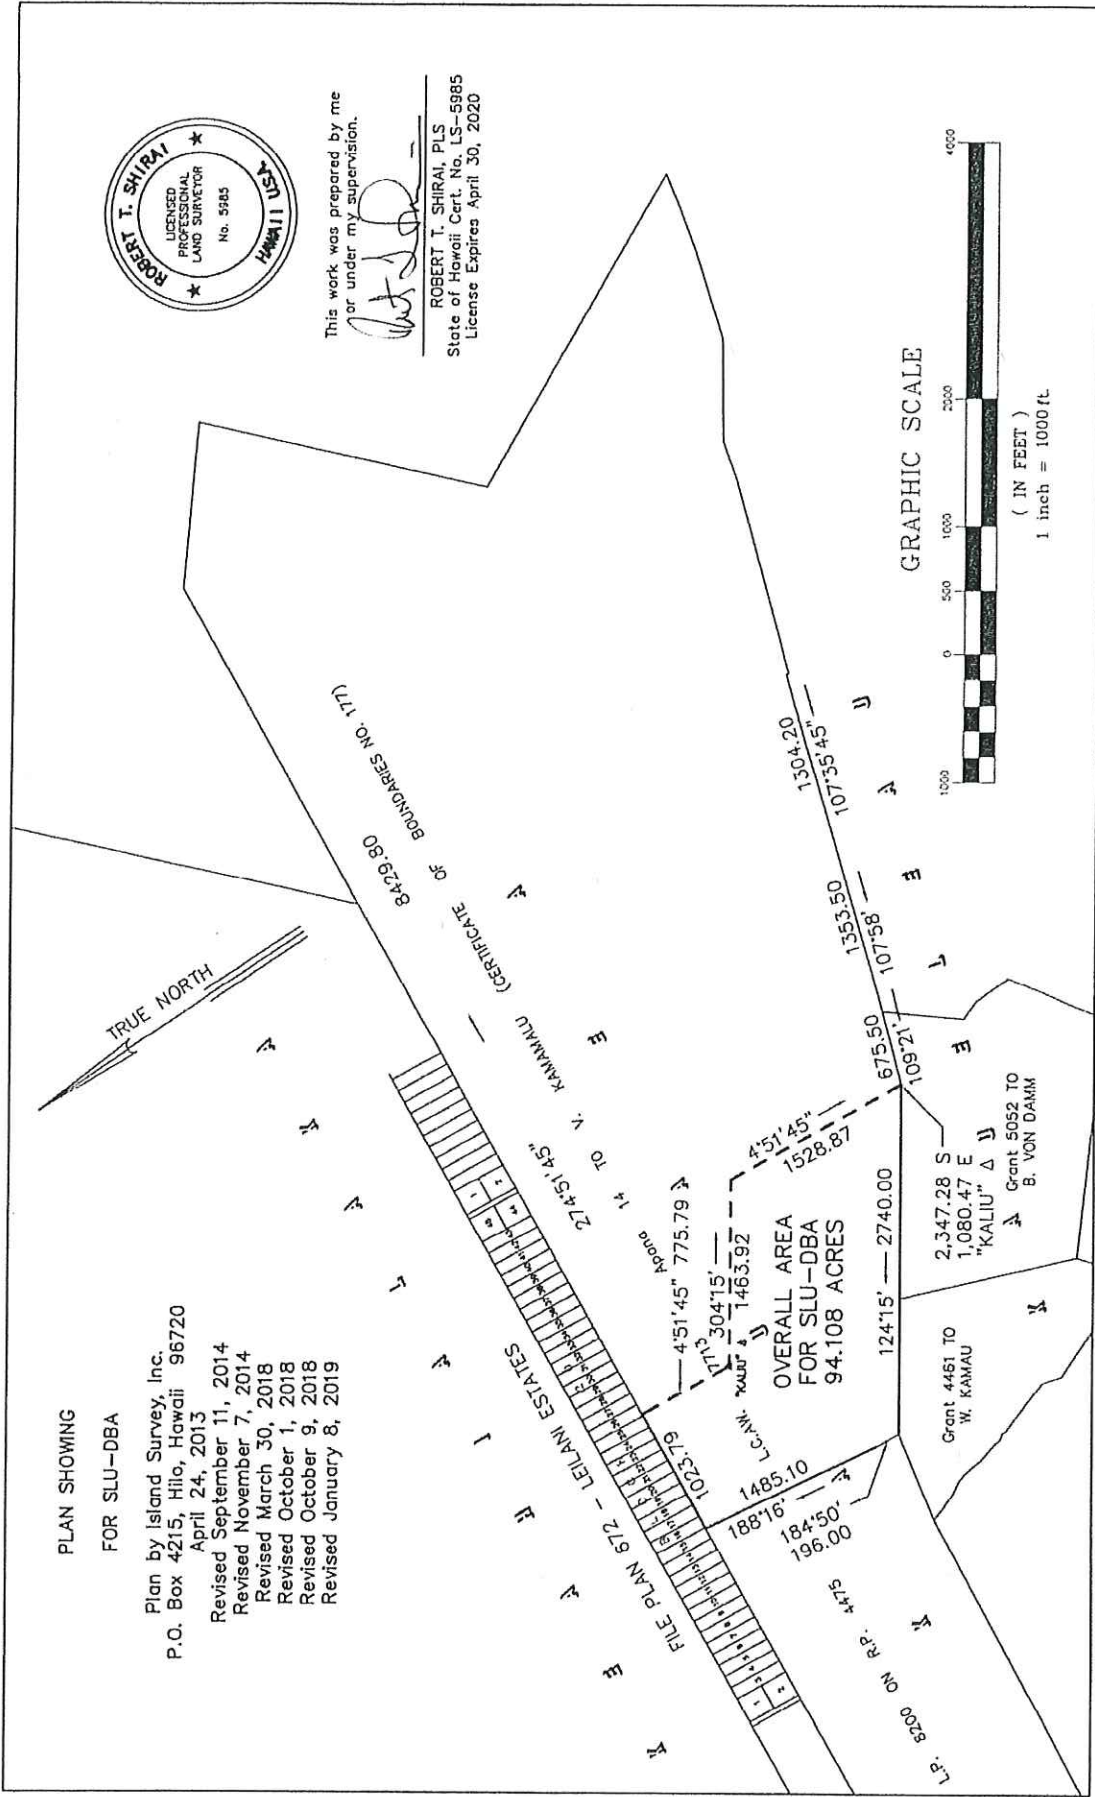 PLAN SHOWING
FOR SLU-DBA
Plan by Island Survey, Inc.
P.O. Box 4215, Hilo, Hawaii 96720
April 24, 2013
Revised September 11, 2014
Revised November 7, 2014
Revised March 30, 2018
Revised October 1, 2018
Revised October 9, 2018
Revised January 8, 2019
TRUE NORTH
ROBERT T. SHIRAI
LICENSED
PROFESSIONAL
LAND SURVEYOR
No. 5985
HAWAII U.S.A.
This work was prepared by me
or under my supervision.
ROBERT T. SHIRAI, PLS
State of Hawaii Cert. No. LS-5985
License Expires April 30, 2020
KEAHIALAKA
FILE PLAN 672 - LEILANI ESTATES
8429.80
274°51'45"
L.C.AW. 7713 Apana 14 TO V. KAMAMALU (CERTIFICATE OF BOUNDARIES NO. 177)
1023.79
4°51'45" 775.79
304°15'
1463.92
4°51'45"
1528.87
"KALIU" Δ
OVERALL AREA
FOR SLU-DBA
94.108 ACRES
1485.10
188°16'
184°50'
196.00
124°15' 2740.00
675.50
109°21'
1353.50
107°58'
1304.20
107°35'45"
2,347.28 S
1,080.47 E
"KALIU" Δ
Grant 5052 TO
B. VON DAMM
Grant 4461 TO
W. KAMAU
L.P. 8200 ON R.P. 4475
GRAPHIC SCALE
1000 0 500 1000 2000 4000
( IN FEET )
1 inch = 1000 ft.